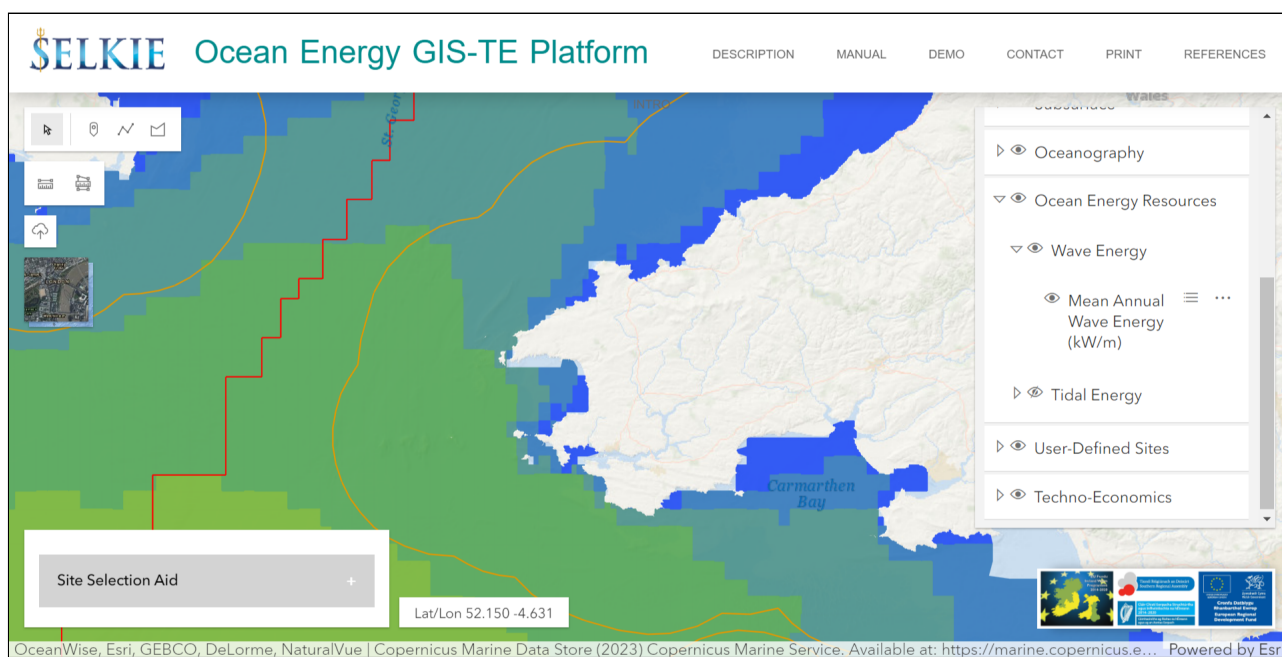 SELKIE
Ocean Energy GIS-TE Platform
DESCRIPTION
MANUAL
DEMO
CONTACT
PRINT
REFERENCES
St. Geor
Wales
Oceanography
Ocean Energy Resources
Wave Energy
Mean Annual
Wave Energy
(kW/m)
Tidal Energy
User-Defined Sites
Techno-Economics
Carmarthen
Bay
Site Selection Aid
+
Lat/Lon 52.150 -4.631
OceanWise, Esri, GEBCO, DeLorme, NaturalVue | Copernicus Marine Data Store (2023) Copernicus Marine Service. Available at: https://marine.copernicus.e... Powered by Esri